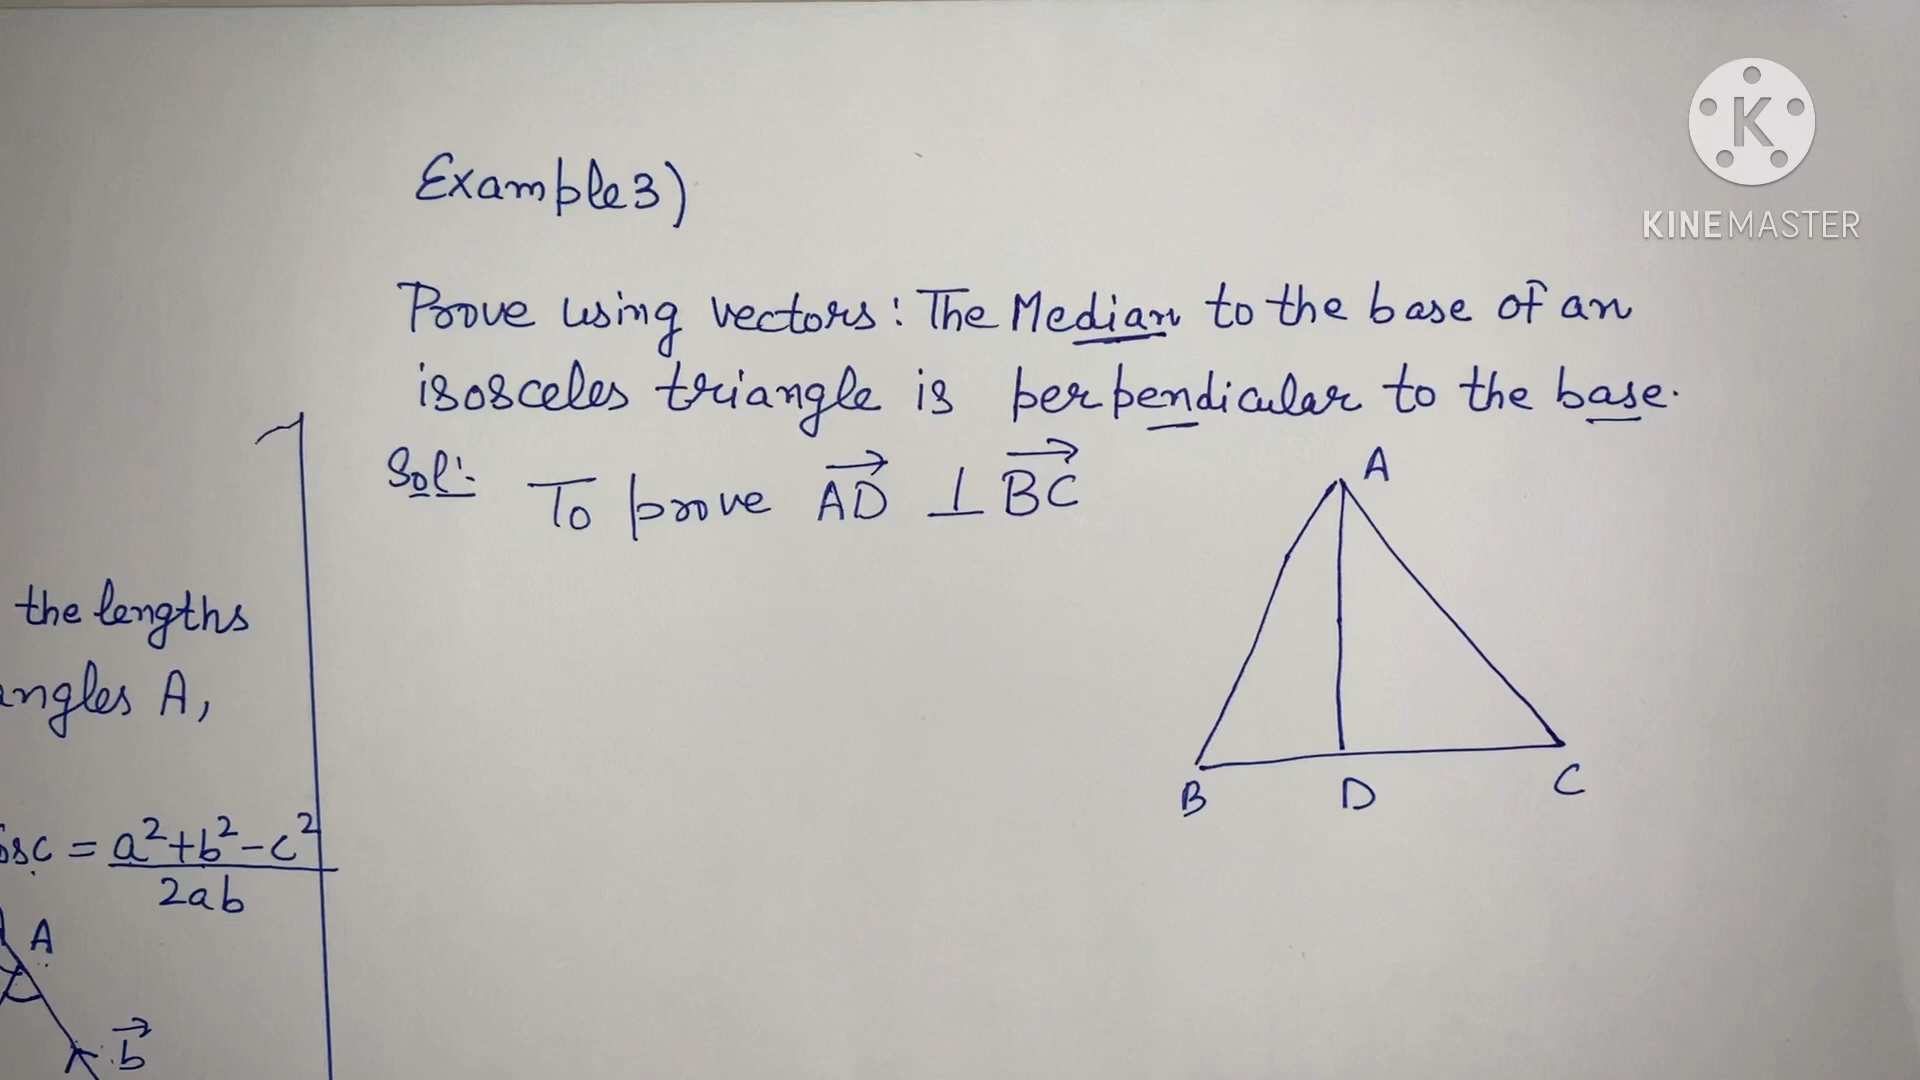 K
KINEMASTER
Example 3)
Prove using vectors: The Median to the base of an
isosceles triangle is perpendicular to the base.
Sol:
To prove AD⃗ ⊥ BC⃗
A
B
D
C
the lengths
angles A,
c = a²+b²-c²
2ab
A
b⃗